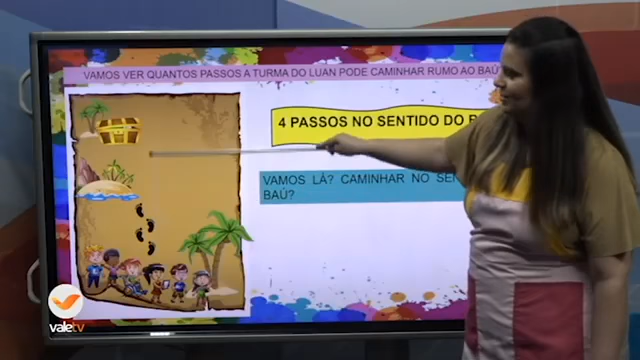 VAMOS VER QUANTOS PASSOS A TURMA DO LUAN PODE CAMINHAR RUMO AO BAÚ
4 PASSOS NO SENTIDO DO
VAMOS LÁ? CAMINHAR NO
BAÚ?
valetv